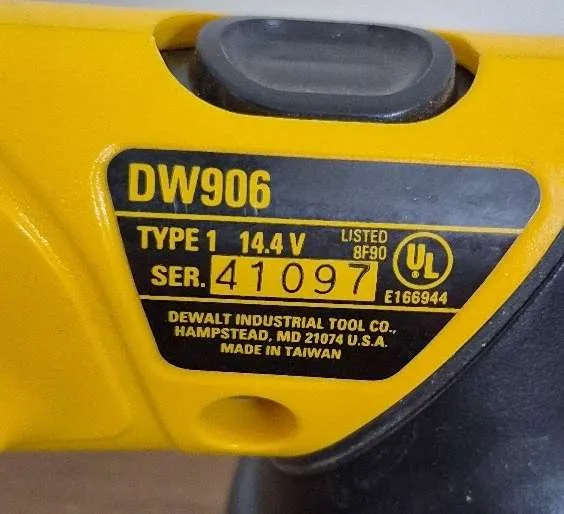 DW906
TYPE 1 14.4 V LISTED 8F90
SER. 41097
UL
E166944
DEWALT INDUSTRIAL TOOL CO.,
HAMPSTEAD, MD 21074 U.S.A.
MADE IN TAIWAN